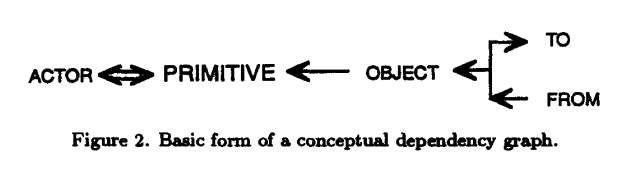 TO
ACTOR PRIMITIVE OBJECT
FROM
Figure 2. Basic form of a conceptual dependency graph.